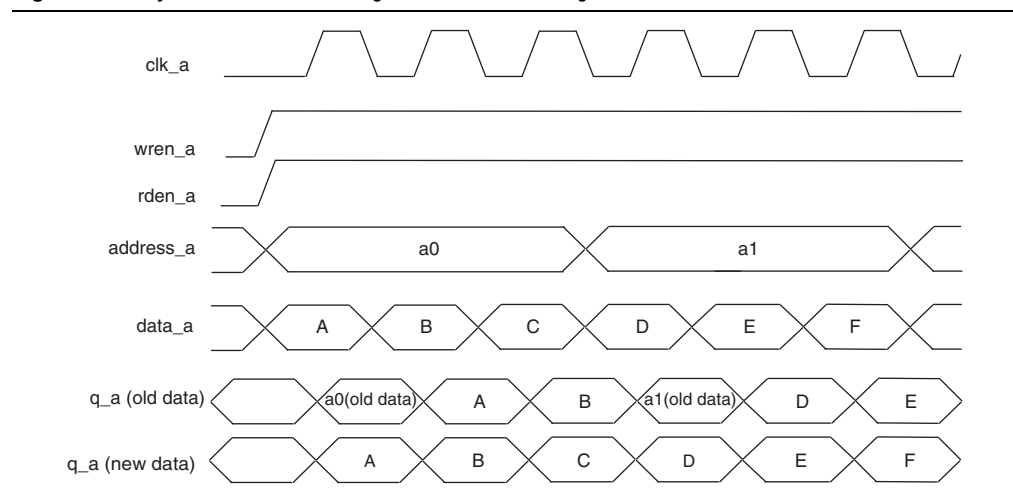 clk_a
wren_a
rden_a
address_a a0 a1
data_a A B C D E F
q_a (old data) a0(old data) A B a1(old data) D E
q_a (new data) A B C D E F